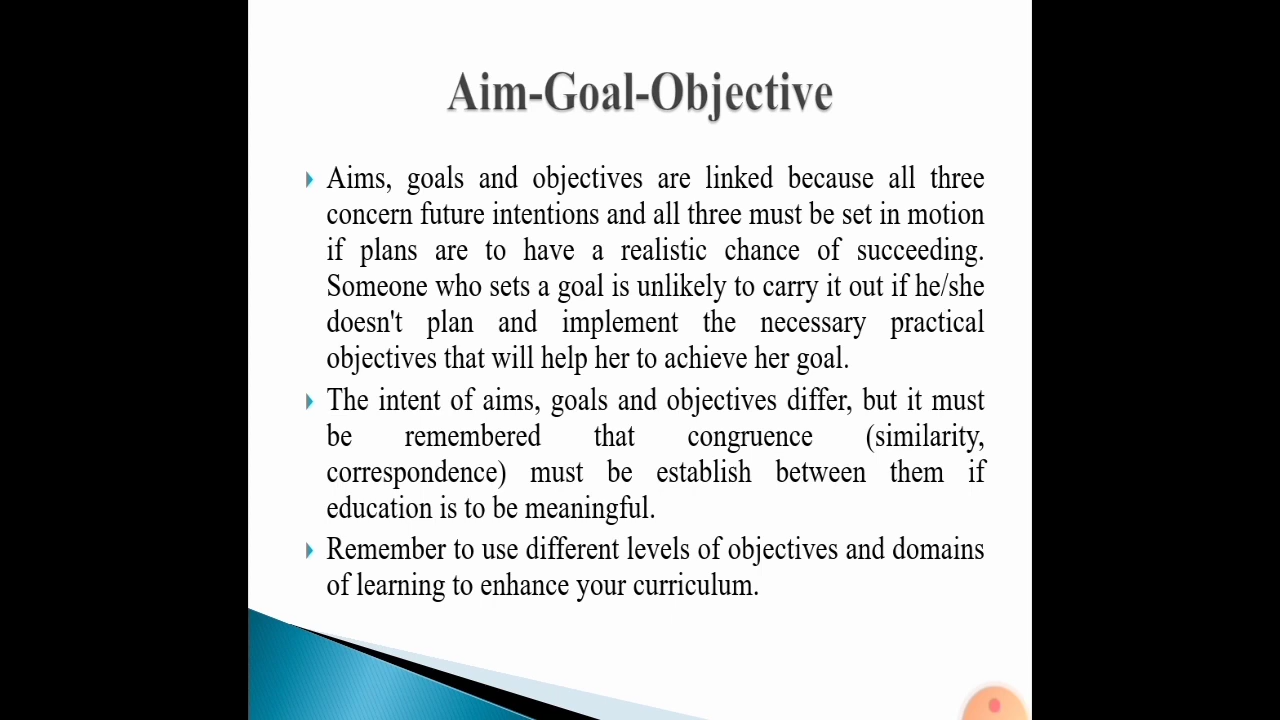 Aim-Goal-Objective
Aims, goals and objectives are linked because all three
concern future intentions and all three must be set in motion
if plans are to have a realistic chance of succeeding.
Someone who sets a goal is unlikely to carry it out if he/she
doesn't plan and implement the necessary practical
objectives that will help her to achieve her goal.
The intent of aims, goals and objectives differ, but it must
be remembered that congruence (similarity,
correspondence) must be establish between them if
education is to be meaningful.
Remember to use different levels of objectives and domains
of learning to enhance your curriculum.